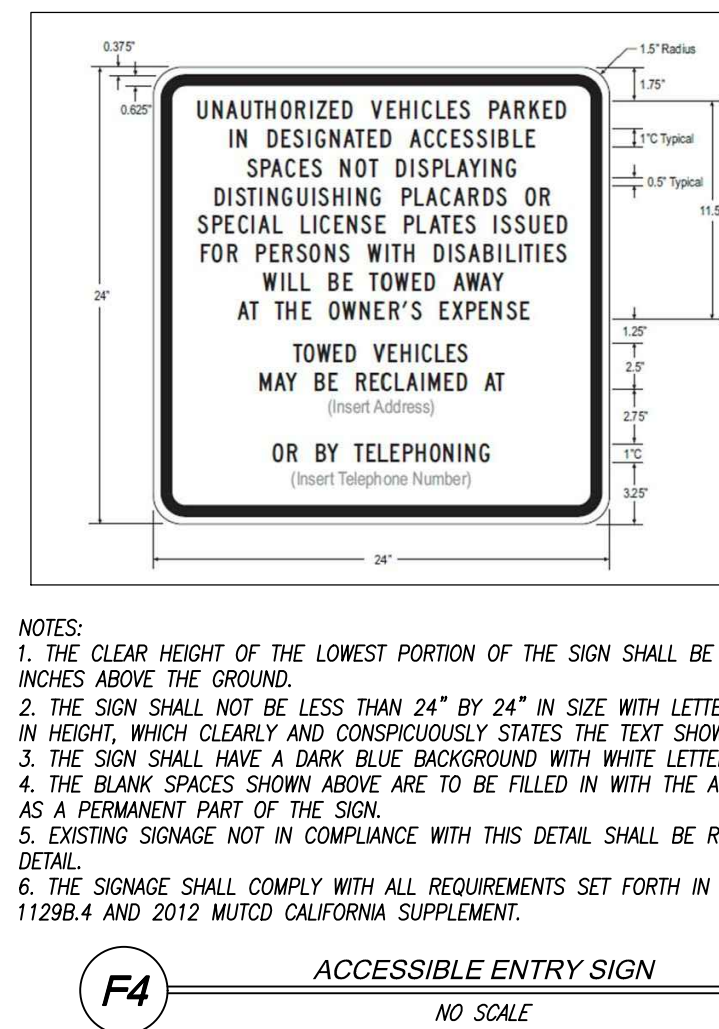 0.375"
1.5" Radius
1.75"
0.625"
UNAUTHORIZED VEHICLES PARKED
IN DESIGNATED ACCESSIBLE
SPACES NOT DISPLAYING
DISTINGUISHING PLACARDS OR
SPECIAL LICENSE PLATES ISSUED
FOR PERSONS WITH DISABILITIES
WILL BE TOWED AWAY
AT THE OWNER'S EXPENSE
TOWED VEHICLES
MAY BE RECLAIMED AT
(Insert Address)
OR BY TELEPHONING
(Insert Telephone Number)
1"C Typical
0.5" Typical
11.5
24"
1.25"
2.5"
2.75"
1"C
3.25"
24"
NOTES:
1. THE CLEAR HEIGHT OF THE LOWEST PORTION OF THE SIGN SHALL BE
INCHES ABOVE THE GROUND.
2. THE SIGN SHALL NOT BE LESS THAN 24" BY 24" IN SIZE WITH LETTE
IN HEIGHT, WHICH CLEARLY AND CONSPICUOUSLY STATES THE TEXT SHOW
3. THE SIGN SHALL HAVE A DARK BLUE BACKGROUND WITH WHITE LETTE
4. THE BLANK SPACES SHOWN ABOVE ARE TO BE FILLED IN WITH THE A
AS A PERMANENT PART OF THE SIGN.
5. EXISTING SIGNAGE NOT IN COMPLIANCE WITH THIS DETAIL SHALL BE R
DETAIL.
6. THE SIGNAGE SHALL COMPLY WITH ALL REQUIREMENTS SET FORTH IN
1129B.4 AND 2012 MUTCD CALIFORNIA SUPPLEMENT.
F4
ACCESSIBLE ENTRY SIGN
NO SCALE